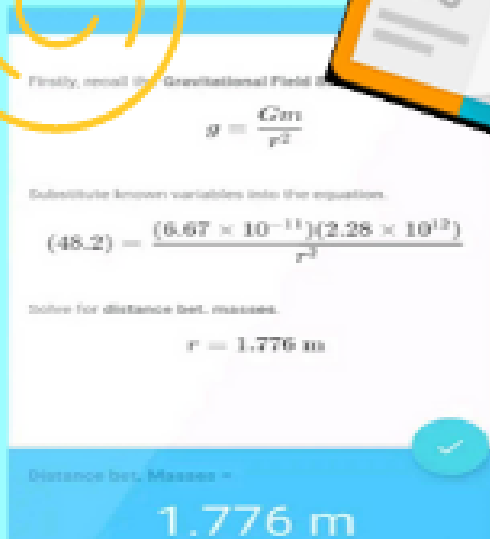 Firstly, recall the Gravitational Field
g = Gm / r²
Substitute known variables into the equation.
(48.2) = (6.67 × 10⁻¹¹)(2.28 × 10¹²) / r²
Solve for distance bet. masses.
r = 1.776 m
Distance bet. Masses =
1.776 m